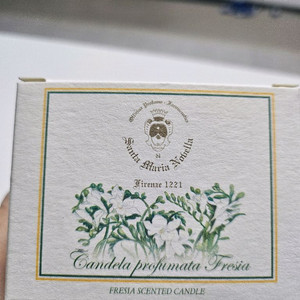 Officina Profumo - Farmaceutica
di
Santa Maria Novella
Firenze 1221
Candela profumata Fresia
FRESIA SCENTED CANDLE